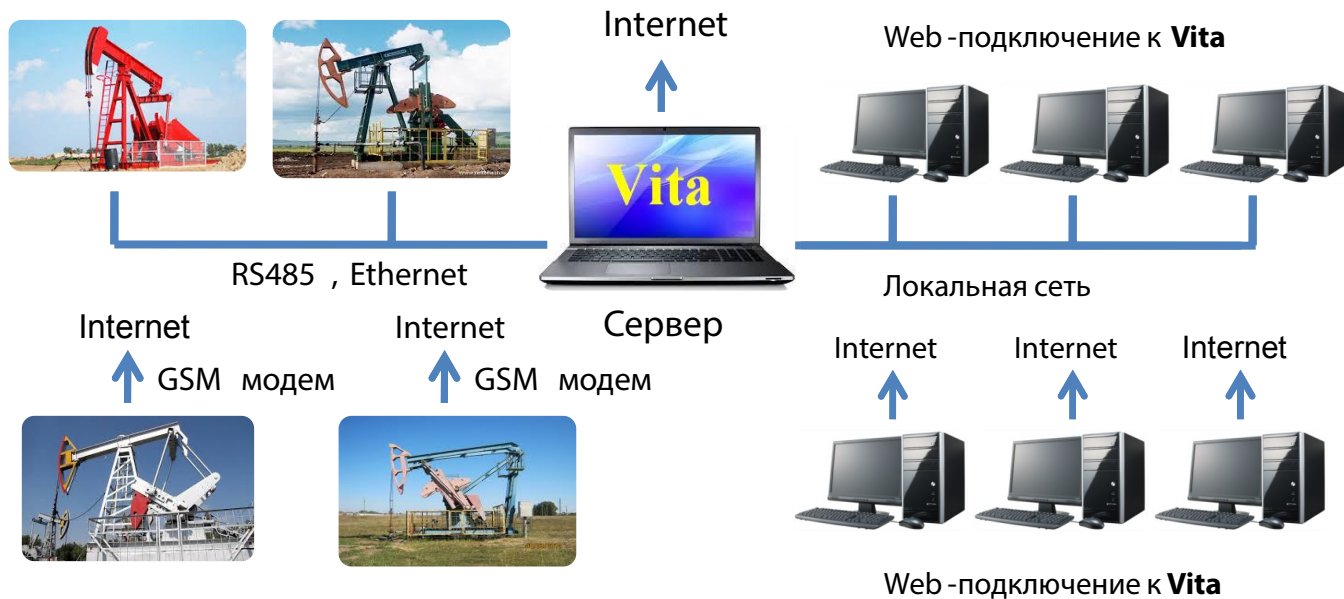 Internet
Web -подключение к Vita
Vita
RS485 , Ethernet
Локальная сеть
Сервер
Internet
Internet
GSM модем
GSM модем
Internet
Internet
Internet
Web -подключение к Vita